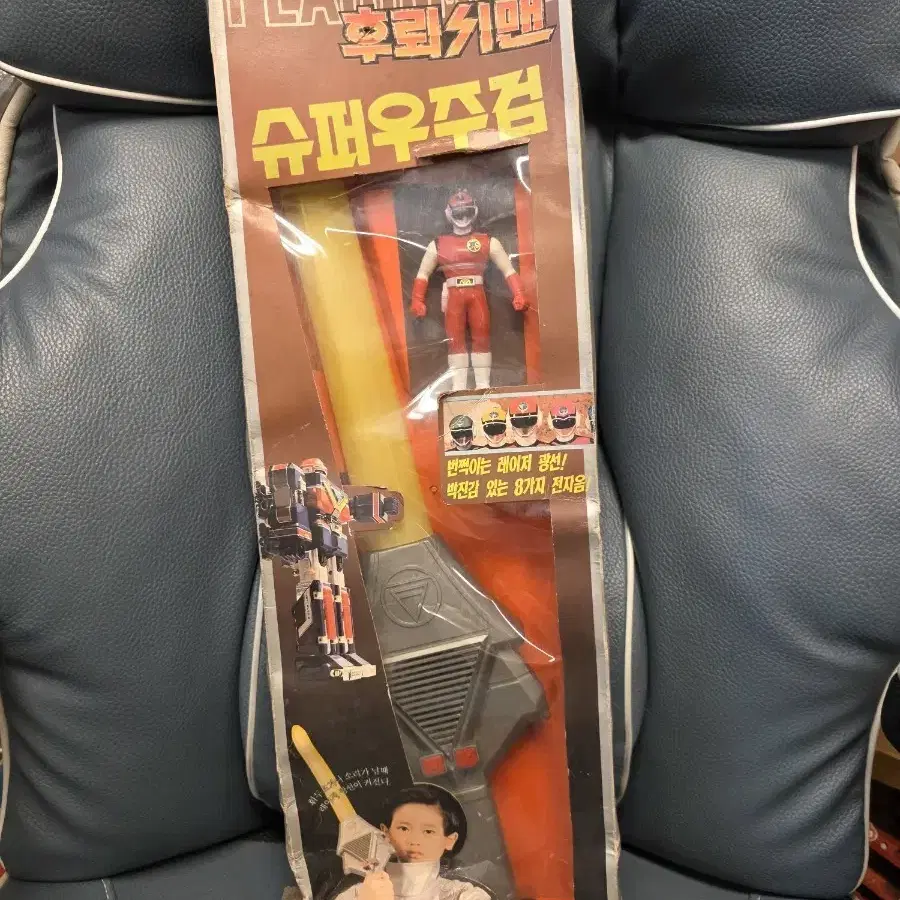 후뢰시맨
슈퍼우주검
번쩍이는 레이저 광선!
박진감 있는 8가지 전자음